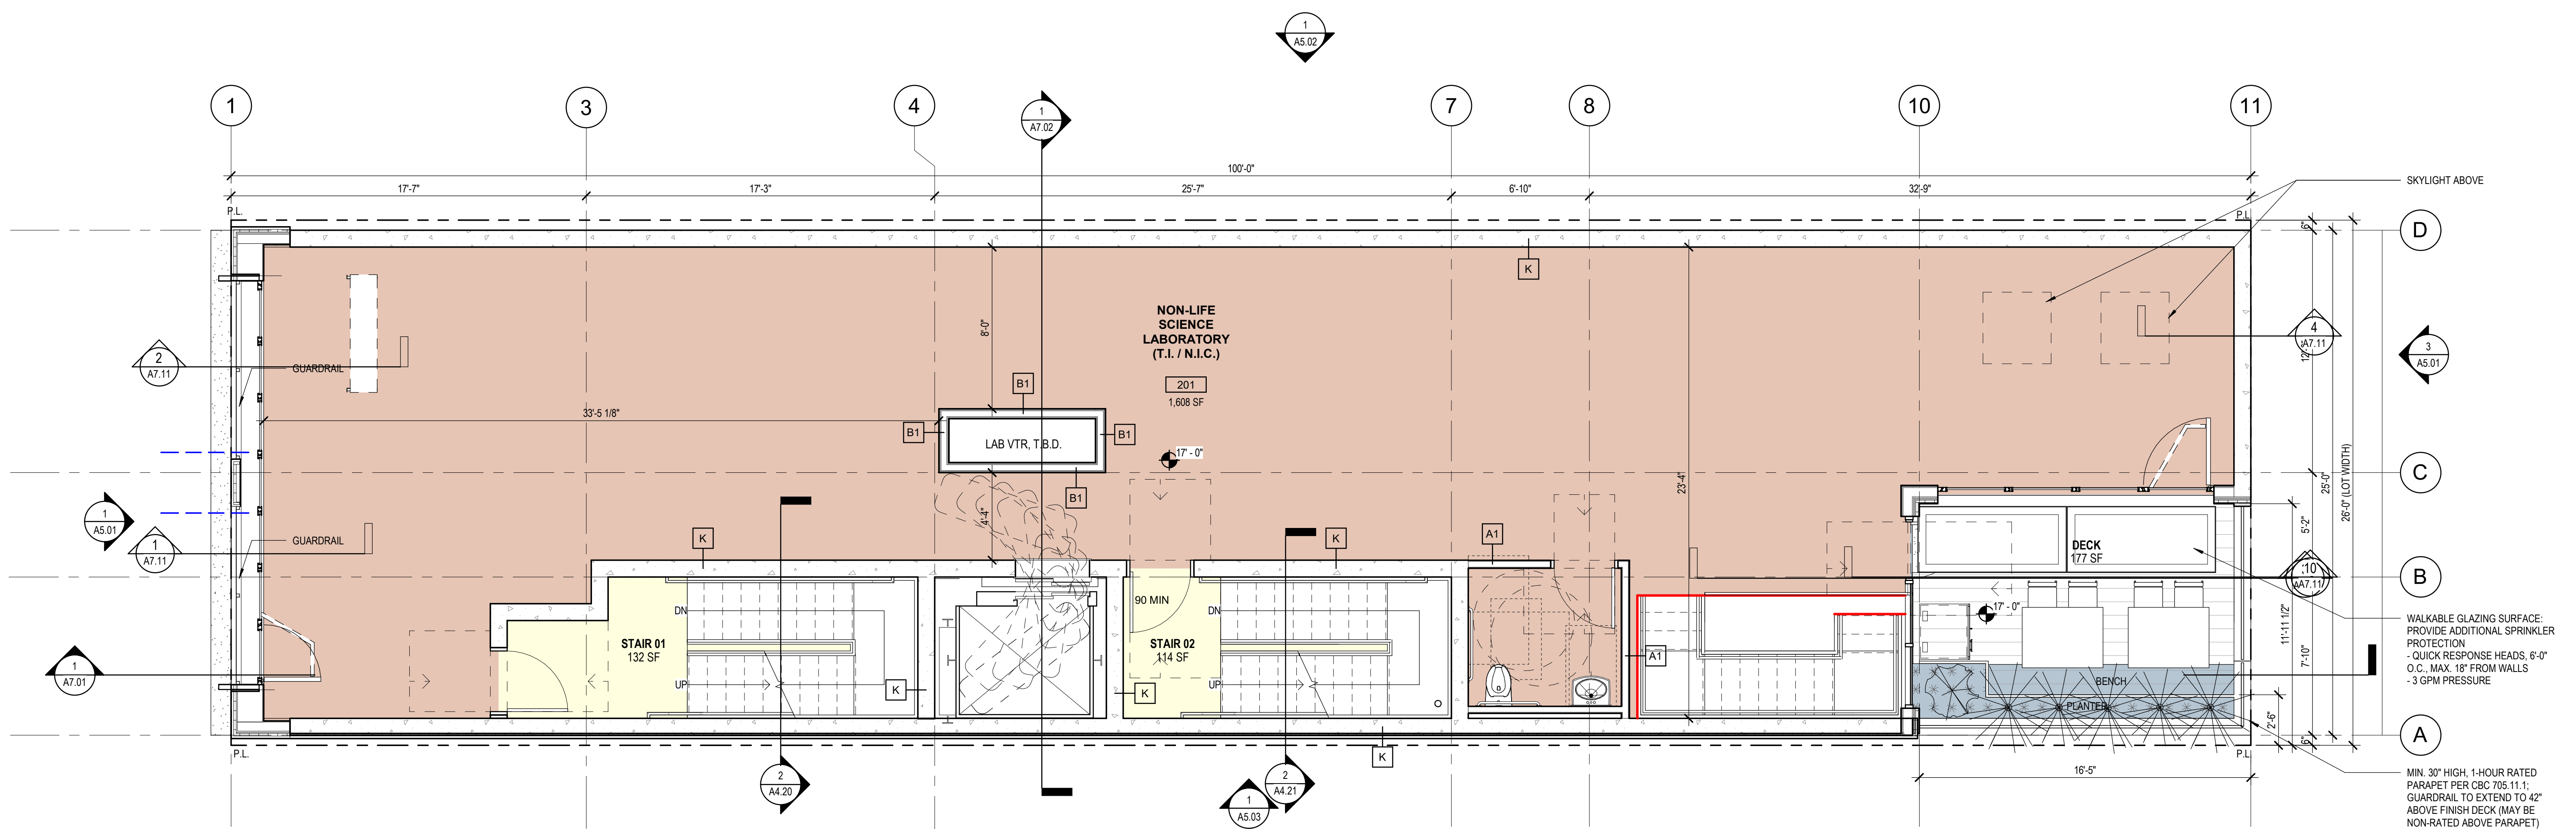 1
A5.02
1
3
4
1
A7.02
7
8
10
11
100'-0"
17'-7"
17'-3"
25'-7"
6'-10"
32'-9"
SKYLIGHT ABOVE
P.L.
P.L.
6"
D
K
NON-LIFE
SCIENCE
LABORATORY
(T.I. / N.I.C.)
201
1,608 SF
8'-0"
2
A7.11
GUARDRAIL
4
A7.11
3
A5.01
B1
33'-5 1/8"
B1
LAB VTR, T.B.D.
B1
17' - 0"
B1
C
23'-4"
25'-0"
26'-0" (LOT WIDTH)
1
A5.01
1
A7.11
GUARDRAIL
4'-4"
K
K
A1
5'-2"
DECK
177 SF
10
A7.11
B
90 MIN
DN
DN
STAIR 01
132 SF
STAIR 02
114 SF
17' - 0"
11'-11 1/2"
WALKABLE GLAZING SURFACE:
PROVIDE ADDITIONAL SPRINKLER
PROTECTION
- QUICK RESPONSE HEADS, 6'-0"
O.C., MAX. 18" FROM WALLS
- 3 GPM PRESSURE
A1
7'-10"
1
A7.01
UP
UP
K
K
BENCH
PLANTER
2'-6"
6"
A
P.L.
P.L.
K
2
A4.20
2
A4.21
1
A5.03
16'-5"
MIN. 30" HIGH, 1-HOUR RATED
PARAPET PER CBC 705.11.1;
GUARDRAIL TO EXTEND TO 42"
ABOVE FINISH DECK (MAY BE
NON-RATED ABOVE PARAPET)